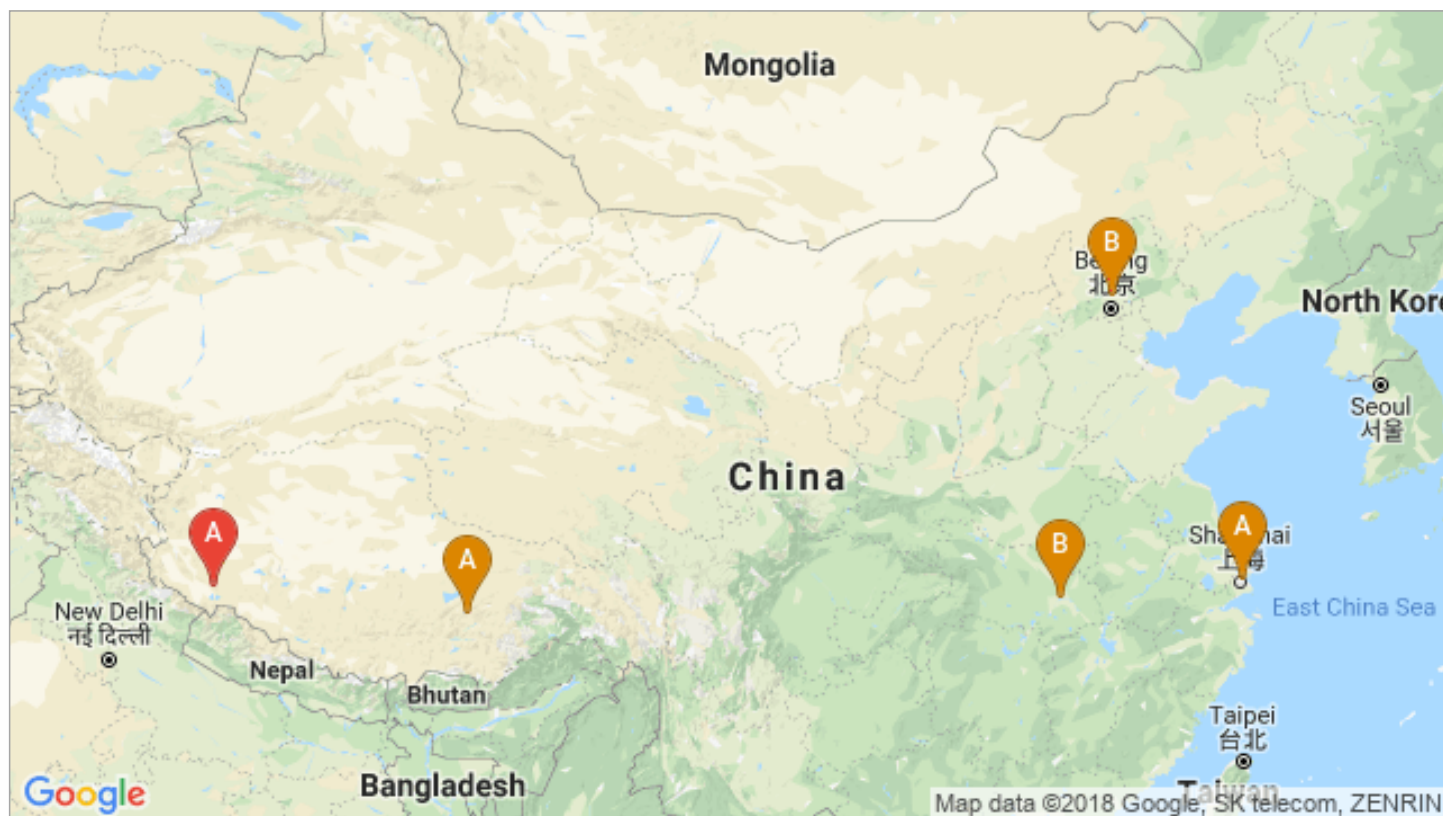 Mongolia
B
Beijing
北京
North Kore
Seoul
서울
China
A
A
B
A
Shanghai
上海
New Delhi
नई दिल्ली
East China Sea
Nepal
Bhutan
Taipei
台北
Bangladesh
Taiwan
Google
Map data ©2018 Google, SK telecom, ZENRIN